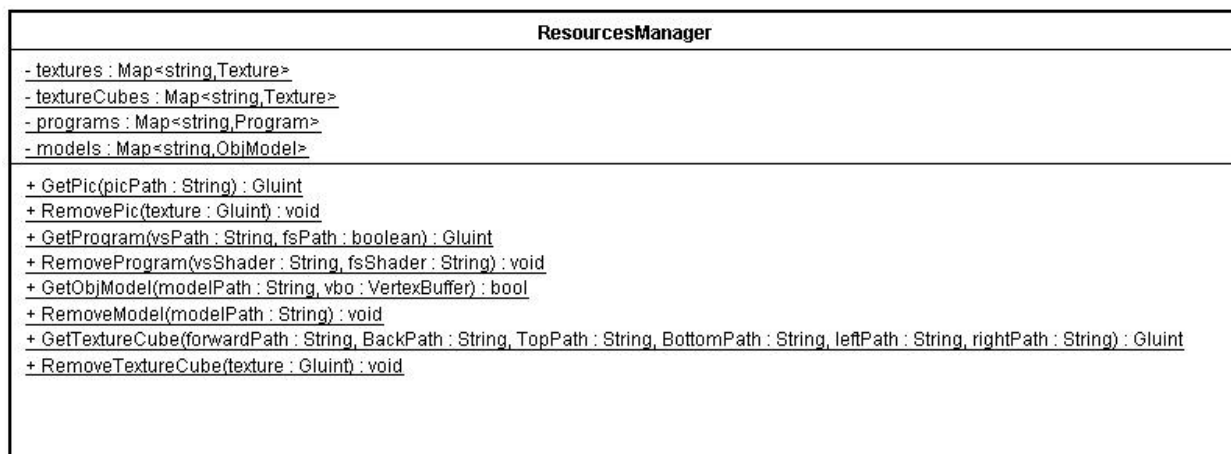 ResourcesManager
- textures : Map<string,Texture>
- textureCubes : Map<string,Texture>
- programs : Map<string,Program>
- models : Map<string,ObjModel>
+ GetPic(picPath : String) : Gluint
+ RemovePic(texture : Gluint) : void
+ GetProgram(vsPath : String, fsPath : boolean) : Gluint
+ RemoveProgram(vsShader : String, fsShader : String) : void
+ GetObjModel(modelPath : String, vbo : VertexBuffer) : bool
+ RemoveModel(modelPath : String) : void
+ GetTextureCube(forwardPath : String, BackPath : String, TopPath : String, BottomPath : String, leftPath : String, rightPath : String) : Gluint
+ RemoveTextureCube(texture : Gluint) : void